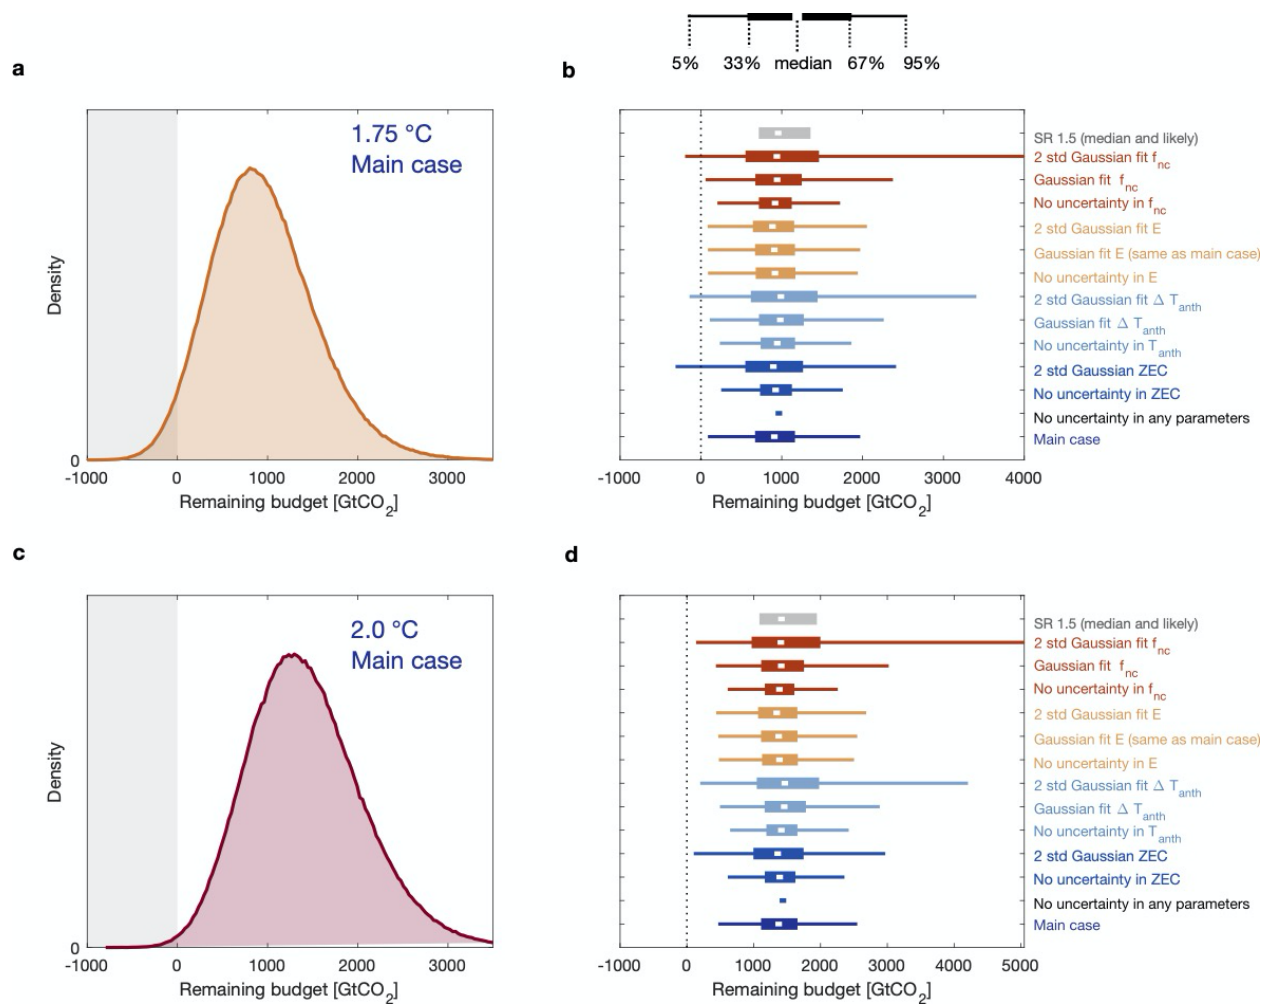 5% 33% median 67% 95%
a
b
1.75 °C
Main case
Density
0
-1000 0 1000 2000 3000
Remaining budget [GtCO2]
SR 1.5 (median and likely)
2 std Gaussian fit fnc
Gaussian fit fnc
No uncertainty in fnc
2 std Gaussian fit E
Gaussian fit E (same as main case)
No uncertainty in E
2 std Gaussian fit Δ Tanth
Gaussian fit Δ Tanth
No uncertainty in Tanth
2 std Gaussian ZEC
No uncertainty in ZEC
No uncertainty in any parameters
Main case
-1000 0 1000 2000 3000 4000
Remaining budget [GtCO2]
c
d
2.0 °C
Main case
Density
0
-1000 0 1000 2000 3000
Remaining budget [GtCO2]
SR 1.5 (median and likely)
2 std Gaussian fit fnc
Gaussian fit fnc
No uncertainty in fnc
2 std Gaussian fit E
Gaussian fit E (same as main case)
No uncertainty in E
2 std Gaussian fit Δ Tanth
Gaussian fit Δ Tanth
No uncertainty in Tanth
2 std Gaussian ZEC
No uncertainty in ZEC
No uncertainty in any parameters
Main case
-1000 0 1000 2000 3000 4000 5000
Remaining budget [GtCO2]